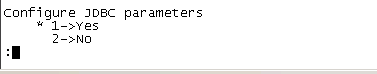 Configure JDBC parameters
* 1->Yes
2->No
: